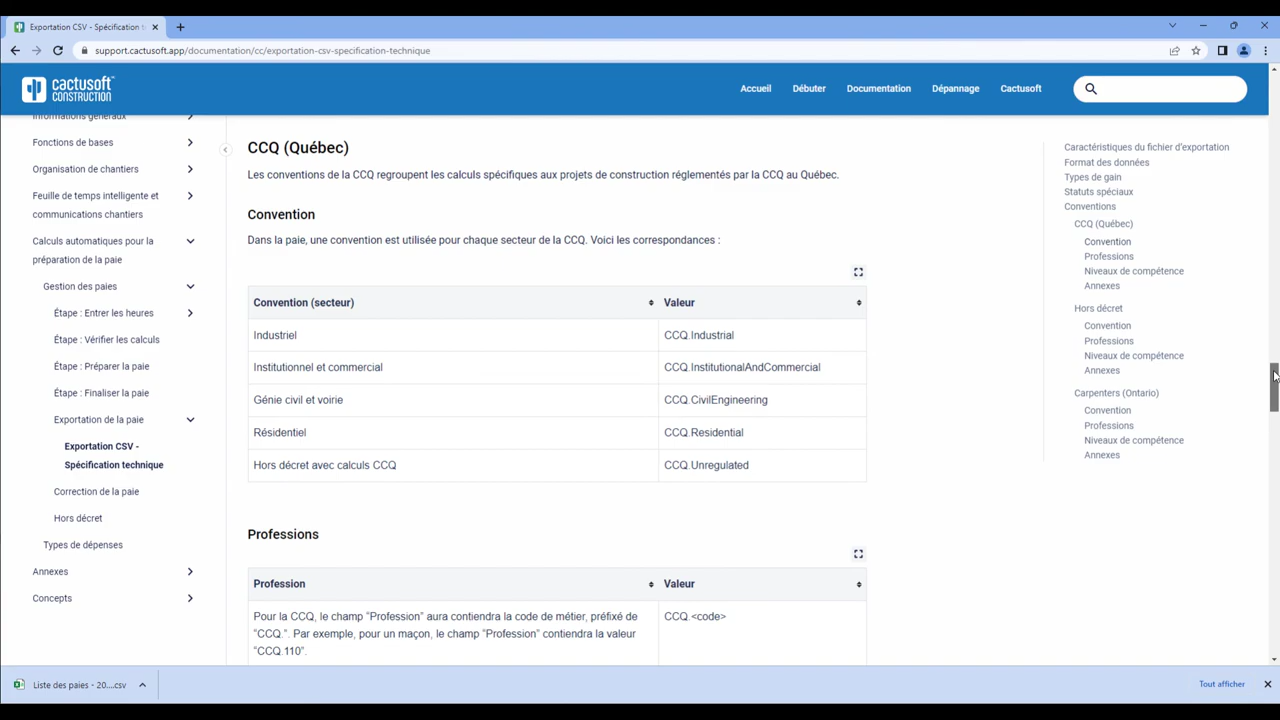 Exportation CSV - Spécification t
support.cactusoft.app/documentation/cc/exportation-csv-specification-technique
cactusoft
CONSTRUCTION
Accueil
Débuter
Documentation
Dépannage
Cactusoft
Informations générales
Fonctions de bases
Organisation de chantiers
Feuille de temps intelligente et
communications chantiers
Calculs automatiques pour la
préparation de la paie
Gestion des paies
Étape : Entrer les heures
Étape : Vérifier les calculs
Étape : Préparer la paie
Étape : Finaliser la paie
Exportation de la paie
Exportation CSV -
Spécification technique
Correction de la paie
Hors décret
Types de dépenses
Annexes
Concepts
CCQ (Québec)
Les conventions de la CCQ regroupent les calculs spécifiques aux projets de construction réglementés par la CCQ au Québec.
Convention
Dans la paie, une convention est utilisée pour chaque secteur de la CCQ. Voici les correspondances :
Convention (secteur) Valeur
Industriel CCQ.Industrial
Institutionnel et commercial CCQ.InstitutionalAndCommercial
Génie civil et voirie CCQ.CivilEngineering
Résidentiel CCQ.Residential
Hors décret avec calculs CCQ CCQ.Unregulated
Professions
Profession Valeur
Pour la CCQ, le champ "Profession" aura contiendra la code de métier, préfixé de CCQ.<code>
"CCQ.". Par exemple, pour un maçon, le champ "Profession" contiendra la valeur
"CCQ.110".
Caractéristiques du fichier d'exportation
Format des données
Types de gain
Statuts spéciaux
Conventions
CCQ (Québec)
Convention
Professions
Niveaux de compétence
Annexes
Hors décret
Convention
Professions
Niveaux de compétence
Annexes
Carpenters (Ontario)
Convention
Professions
Niveaux de compétence
Annexes
Liste des paies - 20....csv
Tout afficher